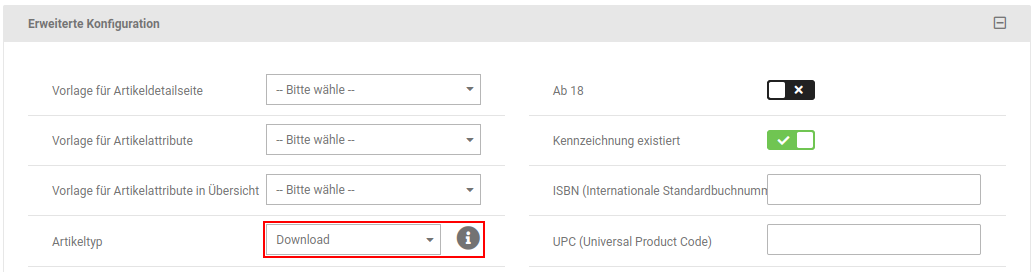 Erweiterte Konfiguration
Vorlage für Artikeldetailseite
-- Bitte wähle --
Ab 18
Vorlage für Artikelattribute
-- Bitte wähle --
Kennzeichnung existiert
Vorlage für Artikelattribute in Übersicht
-- Bitte wähle --
ISBN (Internationale Standardbuchnumn
Artikeltyp
Download
UPC (Universal Product Code)